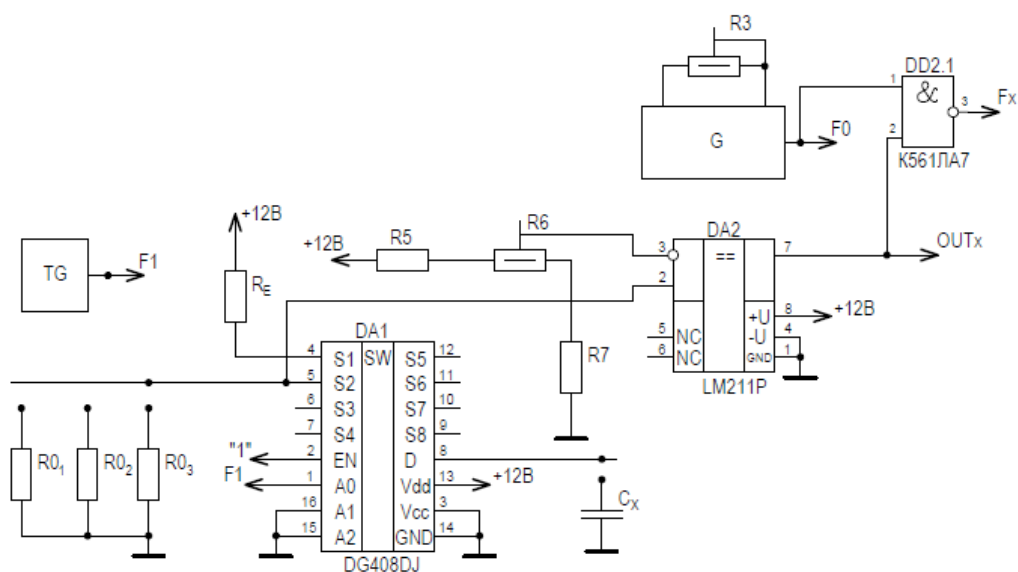 R3
DD2.1
1
&
3
Fx
G
F0
2
К561ЛА7
+12В
R6
DA2
R5
+12В
3
==
7
OUTx
TG
F1
RE
2
+U
8
+12В
DA1
5
NC
-U
4
4
S1
SW
S5
12
R7
6
NC
GND
1
5
S2
S6
11
LM211P
6
S3
S7
10
7
S4
S8
9
R01
R02
R03
"1"
2
EN
D
8
F1
1
A0
Vdd
13
+12В
16
A1
Vcc
3
CX
15
A2
GND
14
DG408DJ